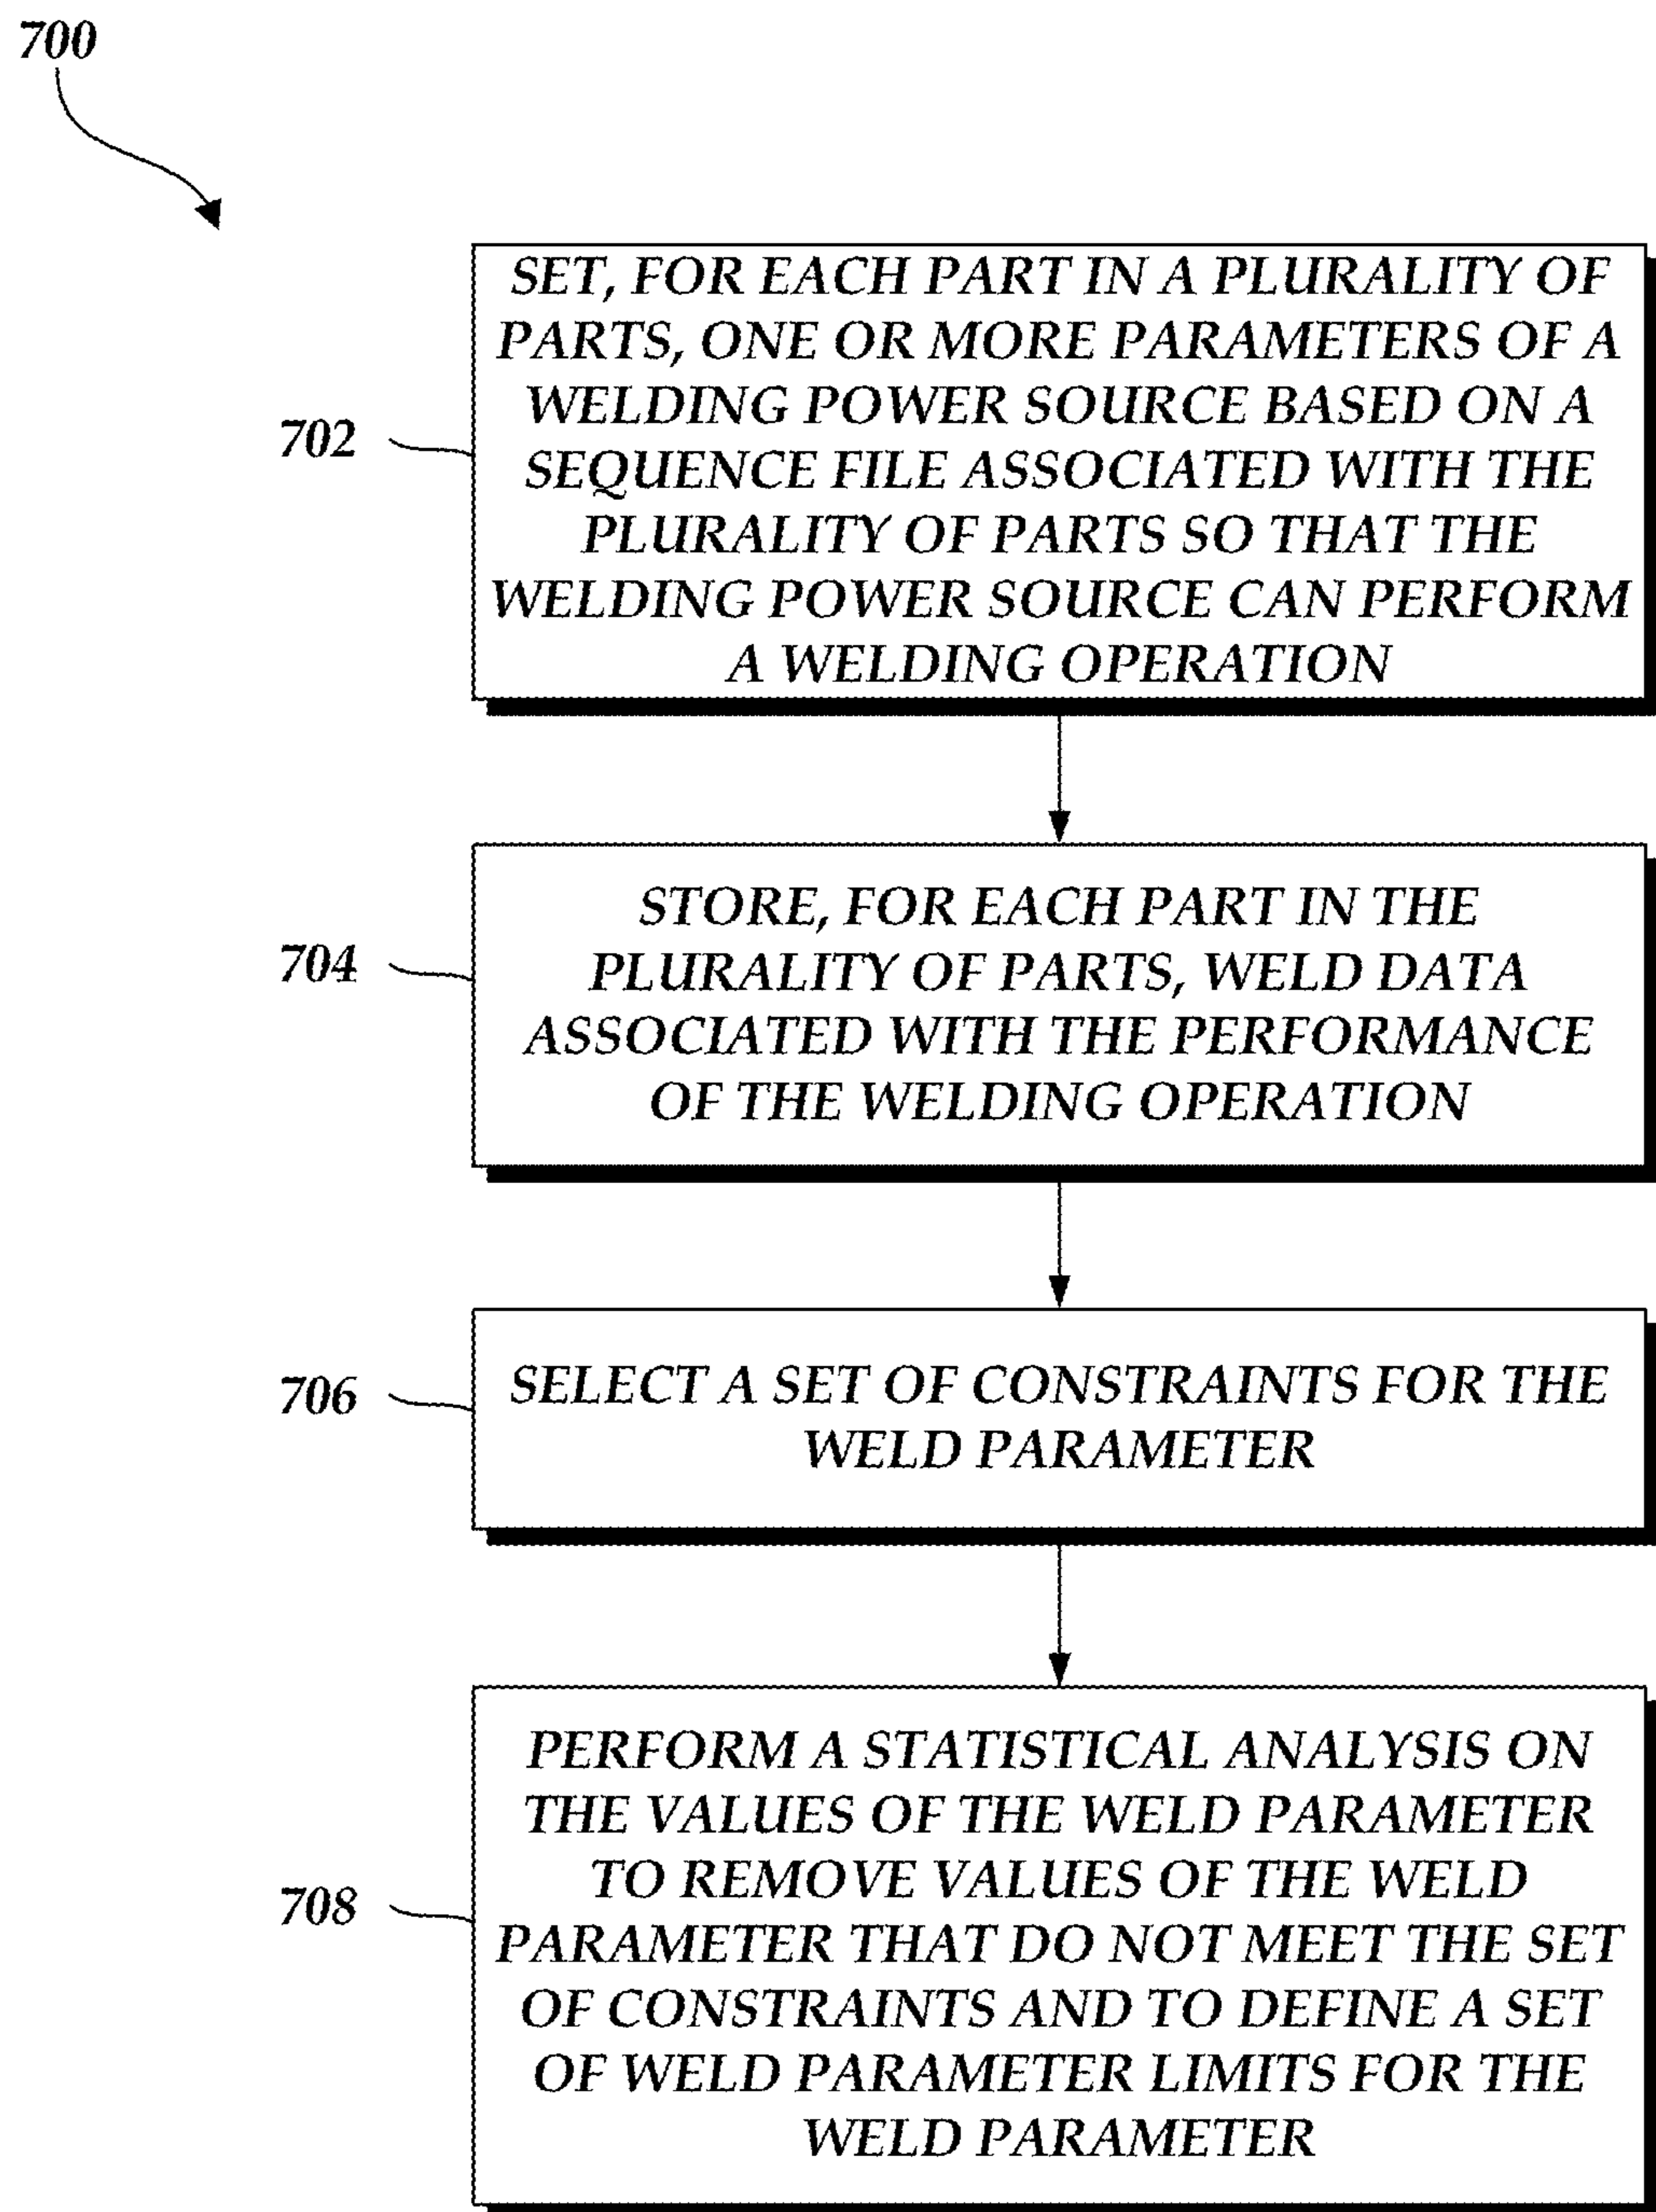 700
702
SET, FOR EACH PART IN A PLURALITY OF
PARTS, ONE OR MORE PARAMETERS OF A
WELDING POWER SOURCE BASED ON A
SEQUENCE FILE ASSOCIATED WITH THE
PLURALITY OF PARTS SO THAT THE
WELDING POWER SOURCE CAN PERFORM
A WELDING OPERATION
704
STORE, FOR EACH PART IN THE
PLURALITY OF PARTS, WELD DATA
ASSOCIATED WITH THE PERFORMANCE
OF THE WELDING OPERATION
706
SELECT A SET OF CONSTRAINTS FOR THE
WELD PARAMETER
708
PERFORM A STATISTICAL ANALYSIS ON
THE VALUES OF THE WELD PARAMETER
TO REMOVE VALUES OF THE WELD
PARAMETER THAT DO NOT MEET THE SET
OF CONSTRAINTS AND TO DEFINE A SET
OF WELD PARAMETER LIMITS FOR THE
WELD PARAMETER